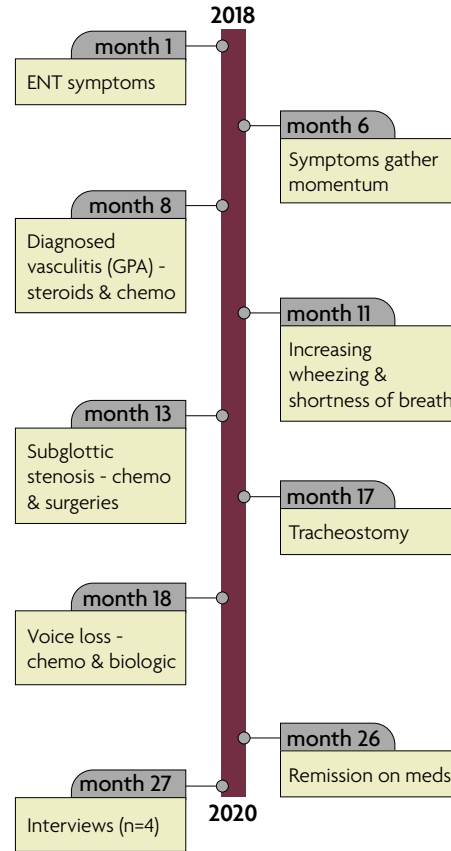 2018
month 1
ENT symptoms
month 6
Symptoms gather
momentum
month 8
Diagnosed
vasculitis (GPA) -
steroids & chemo
month 11
Increasing
wheezing &
shortness of breath
month 13
Subglottic
stenosis - chemo
& surgeries
month 17
Tracheostomy
month 18
Voice loss -
chemo & biologic
month 26
Remission on meds
month 27
Interviews (n=4)
2020